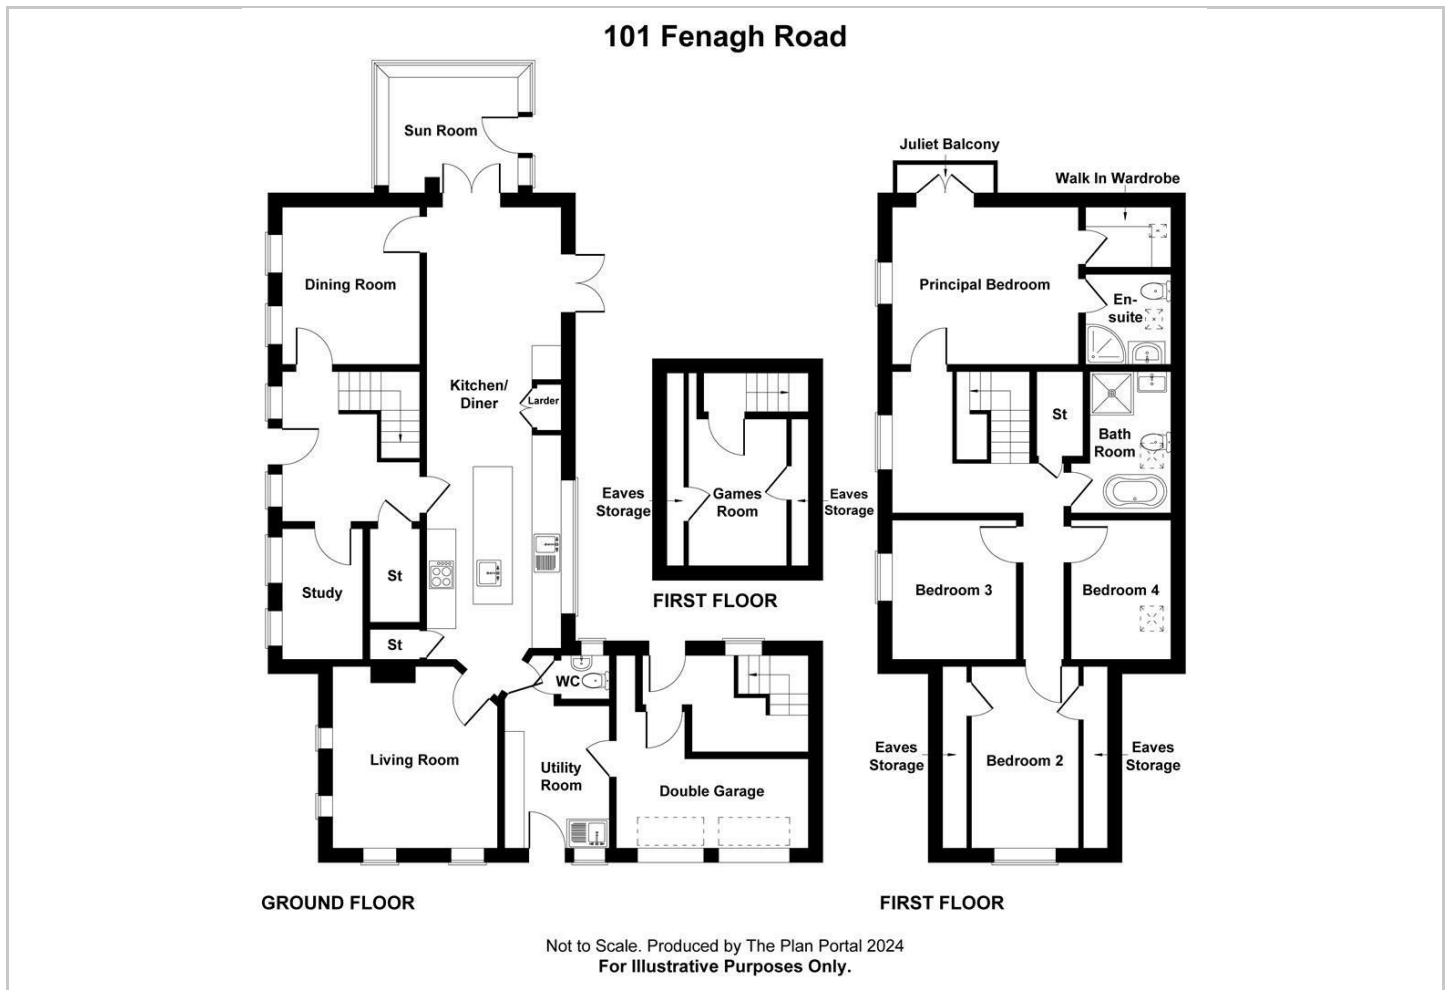 101 Fenagh Road
Sun Room
Juliet Balcony
Walk In Wardrobe
Dining Room
Principal Bedroom
En-
suite
Kitchen/
Diner
Larder
St
Bath
Room
Eaves
Storage
Games
Room
Eaves
Storage
St
Study
FIRST FLOOR
Bedroom 3
Bedroom 4
St
WC
Living Room
Utility
Room
Double Garage
Eaves
Storage
Bedroom 2
Eaves
Storage
GROUND FLOOR
FIRST FLOOR
Not to Scale. Produced by The Plan Portal 2024
For Illustrative Purposes Only.